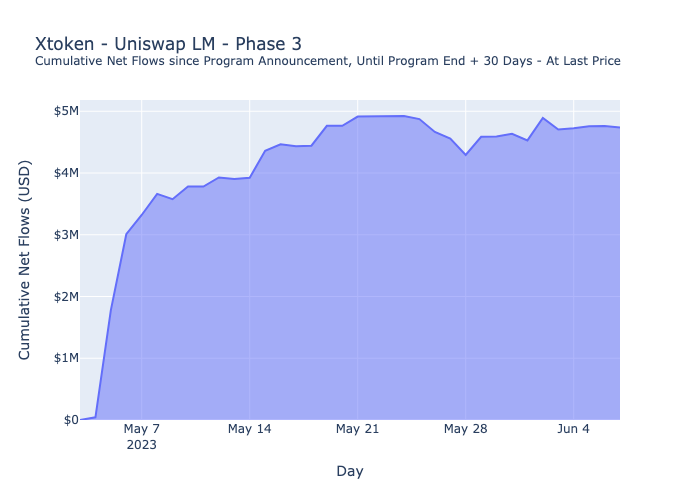 Xtoken - Uniswap LM - Phase 3
Cumulative Net Flows since Program Announcement, Until Program End + 30 Days - At Last Price
Cumulative Net Flows (USD)
$5M
$4M
$3M
$2M
$1M
$0
May 7
2023
May 14
May 21
May 28
Jun 4
Day